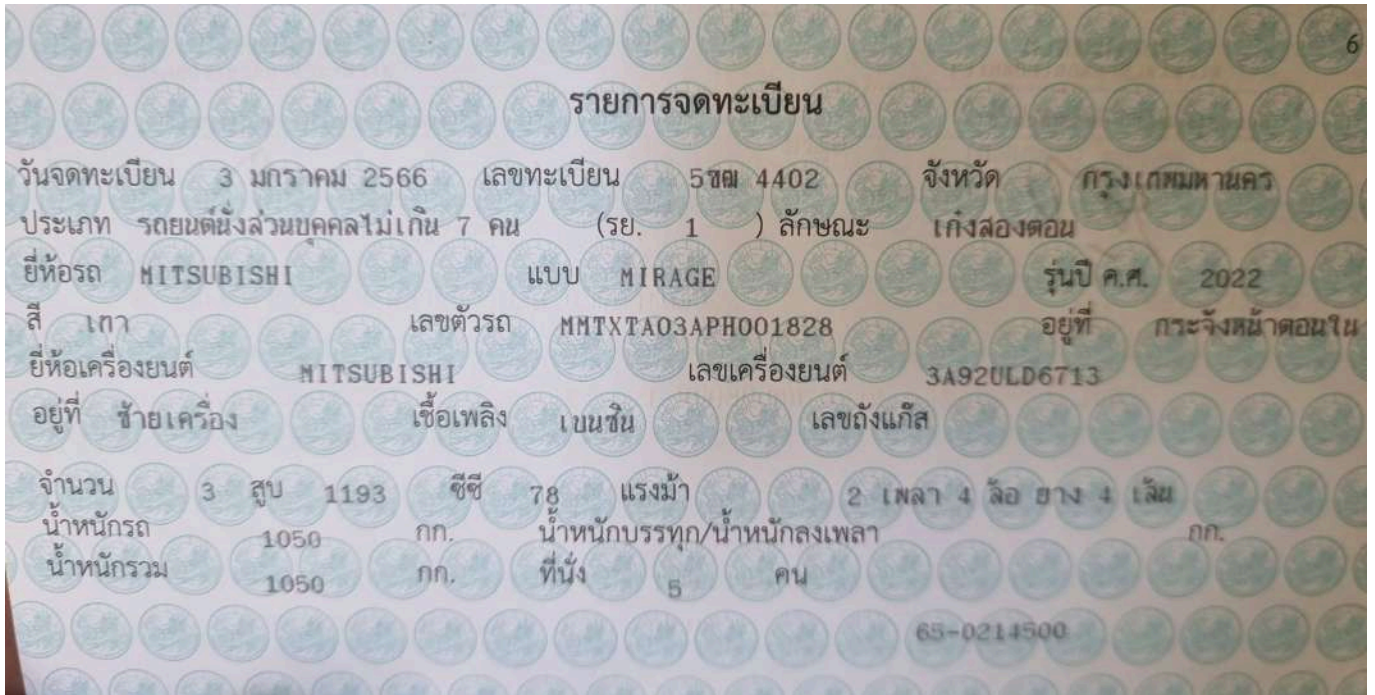 6
รายการจดทะเบียน
วันจดทะเบียน 3 มกราคม 2566 เลขทะเบียน 5ขฒ 4402 จังหวัด กรุงเทพมหานคร
ประเภท รถยนต์นั่งส่วนบุคคลไม่เกิน 7 คน (รย. 1 ) ลักษณะ เก๋งสองตอน
ยี่ห้อรถ MITSUBISHI แบบ MIRAGE รุ่นปี ค.ศ. 2022
สี เทา เลขตัวรถ MMTXTA03APH001828 อยู่ที่ กระจังหน้าตอนใน
ยี่ห้อเครื่องยนต์ MITSUBISHI เลขเครื่องยนต์ 3A92ULD6713
อยู่ที่ ซ้ายเครื่อง เชื้อเพลิง เบนซิน เลขถังแก๊ส
จำนวน 3 สูบ 1193 ซีซี 78 แรงม้า 2 เพลา 4 ล้อ ยาง 4 เส้น
น้ำหนักรถ 1050 กก. น้ำหนักบรรทุก/น้ำหนักลงเพลา กก.
น้ำหนักรวม 1050 กก. ที่นั่ง 5 คน
65-0214500